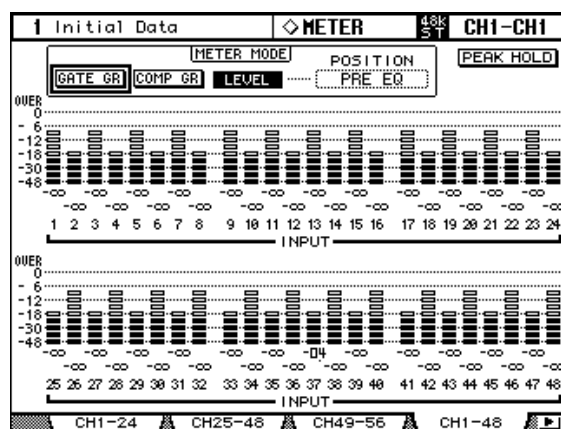 1 Initial Data ◇METER 48k ST CH1-CH1
METER MODE
POSITION
PEAK HOLD
GATE GR COMP GR LEVEL PRE EQ
OVER
0
- 6
-12
-18
-30
-48
-∞ -∞ -∞ -∞ -∞ -∞ -∞ -∞ -∞ -∞ -∞ -∞
-∞ -∞ -∞ -∞ -∞ -∞ -∞ -∞ -∞ -∞ -∞ -∞
1 2 3 4 5 6 7 8 9 10 11 12 13 14 15 16 17 18 19 20 21 22 23 24
INPUT
OVER
0
- 6
-12
-18
-30
-48
-∞ -∞ -∞ -∞ -∞ -∞ -04 -∞ -∞ -∞ -∞ -∞
-∞ -∞ -∞ -∞ -∞ -∞ -∞ -∞ -∞ -∞ -∞ -∞
25 26 27 28 29 30 31 32 33 34 35 36 37 38 39 40 41 42 43 44 45 46 47 48
INPUT
CH1-24 CH25-48 CH49-56 CH1-48